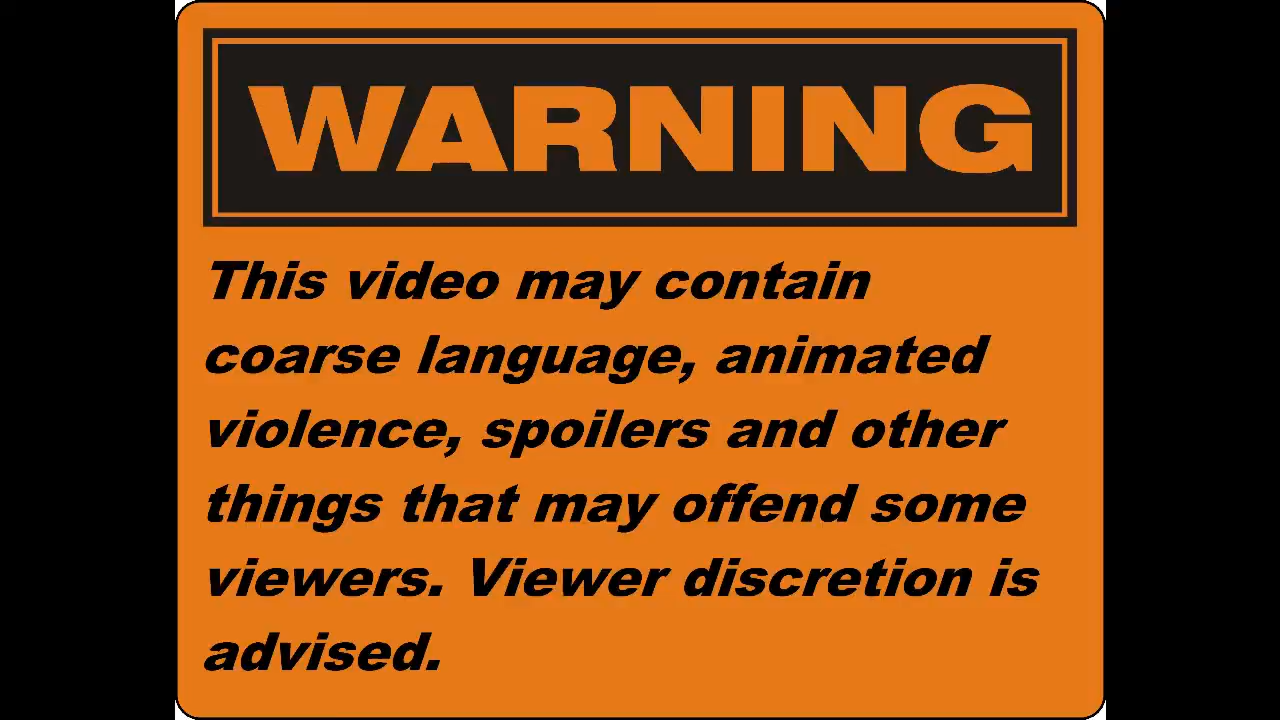 WARNING
This video may contain
coarse language, animated
violence, spoilers and other
things that may offend some
viewers. Viewer discretion is
advised.